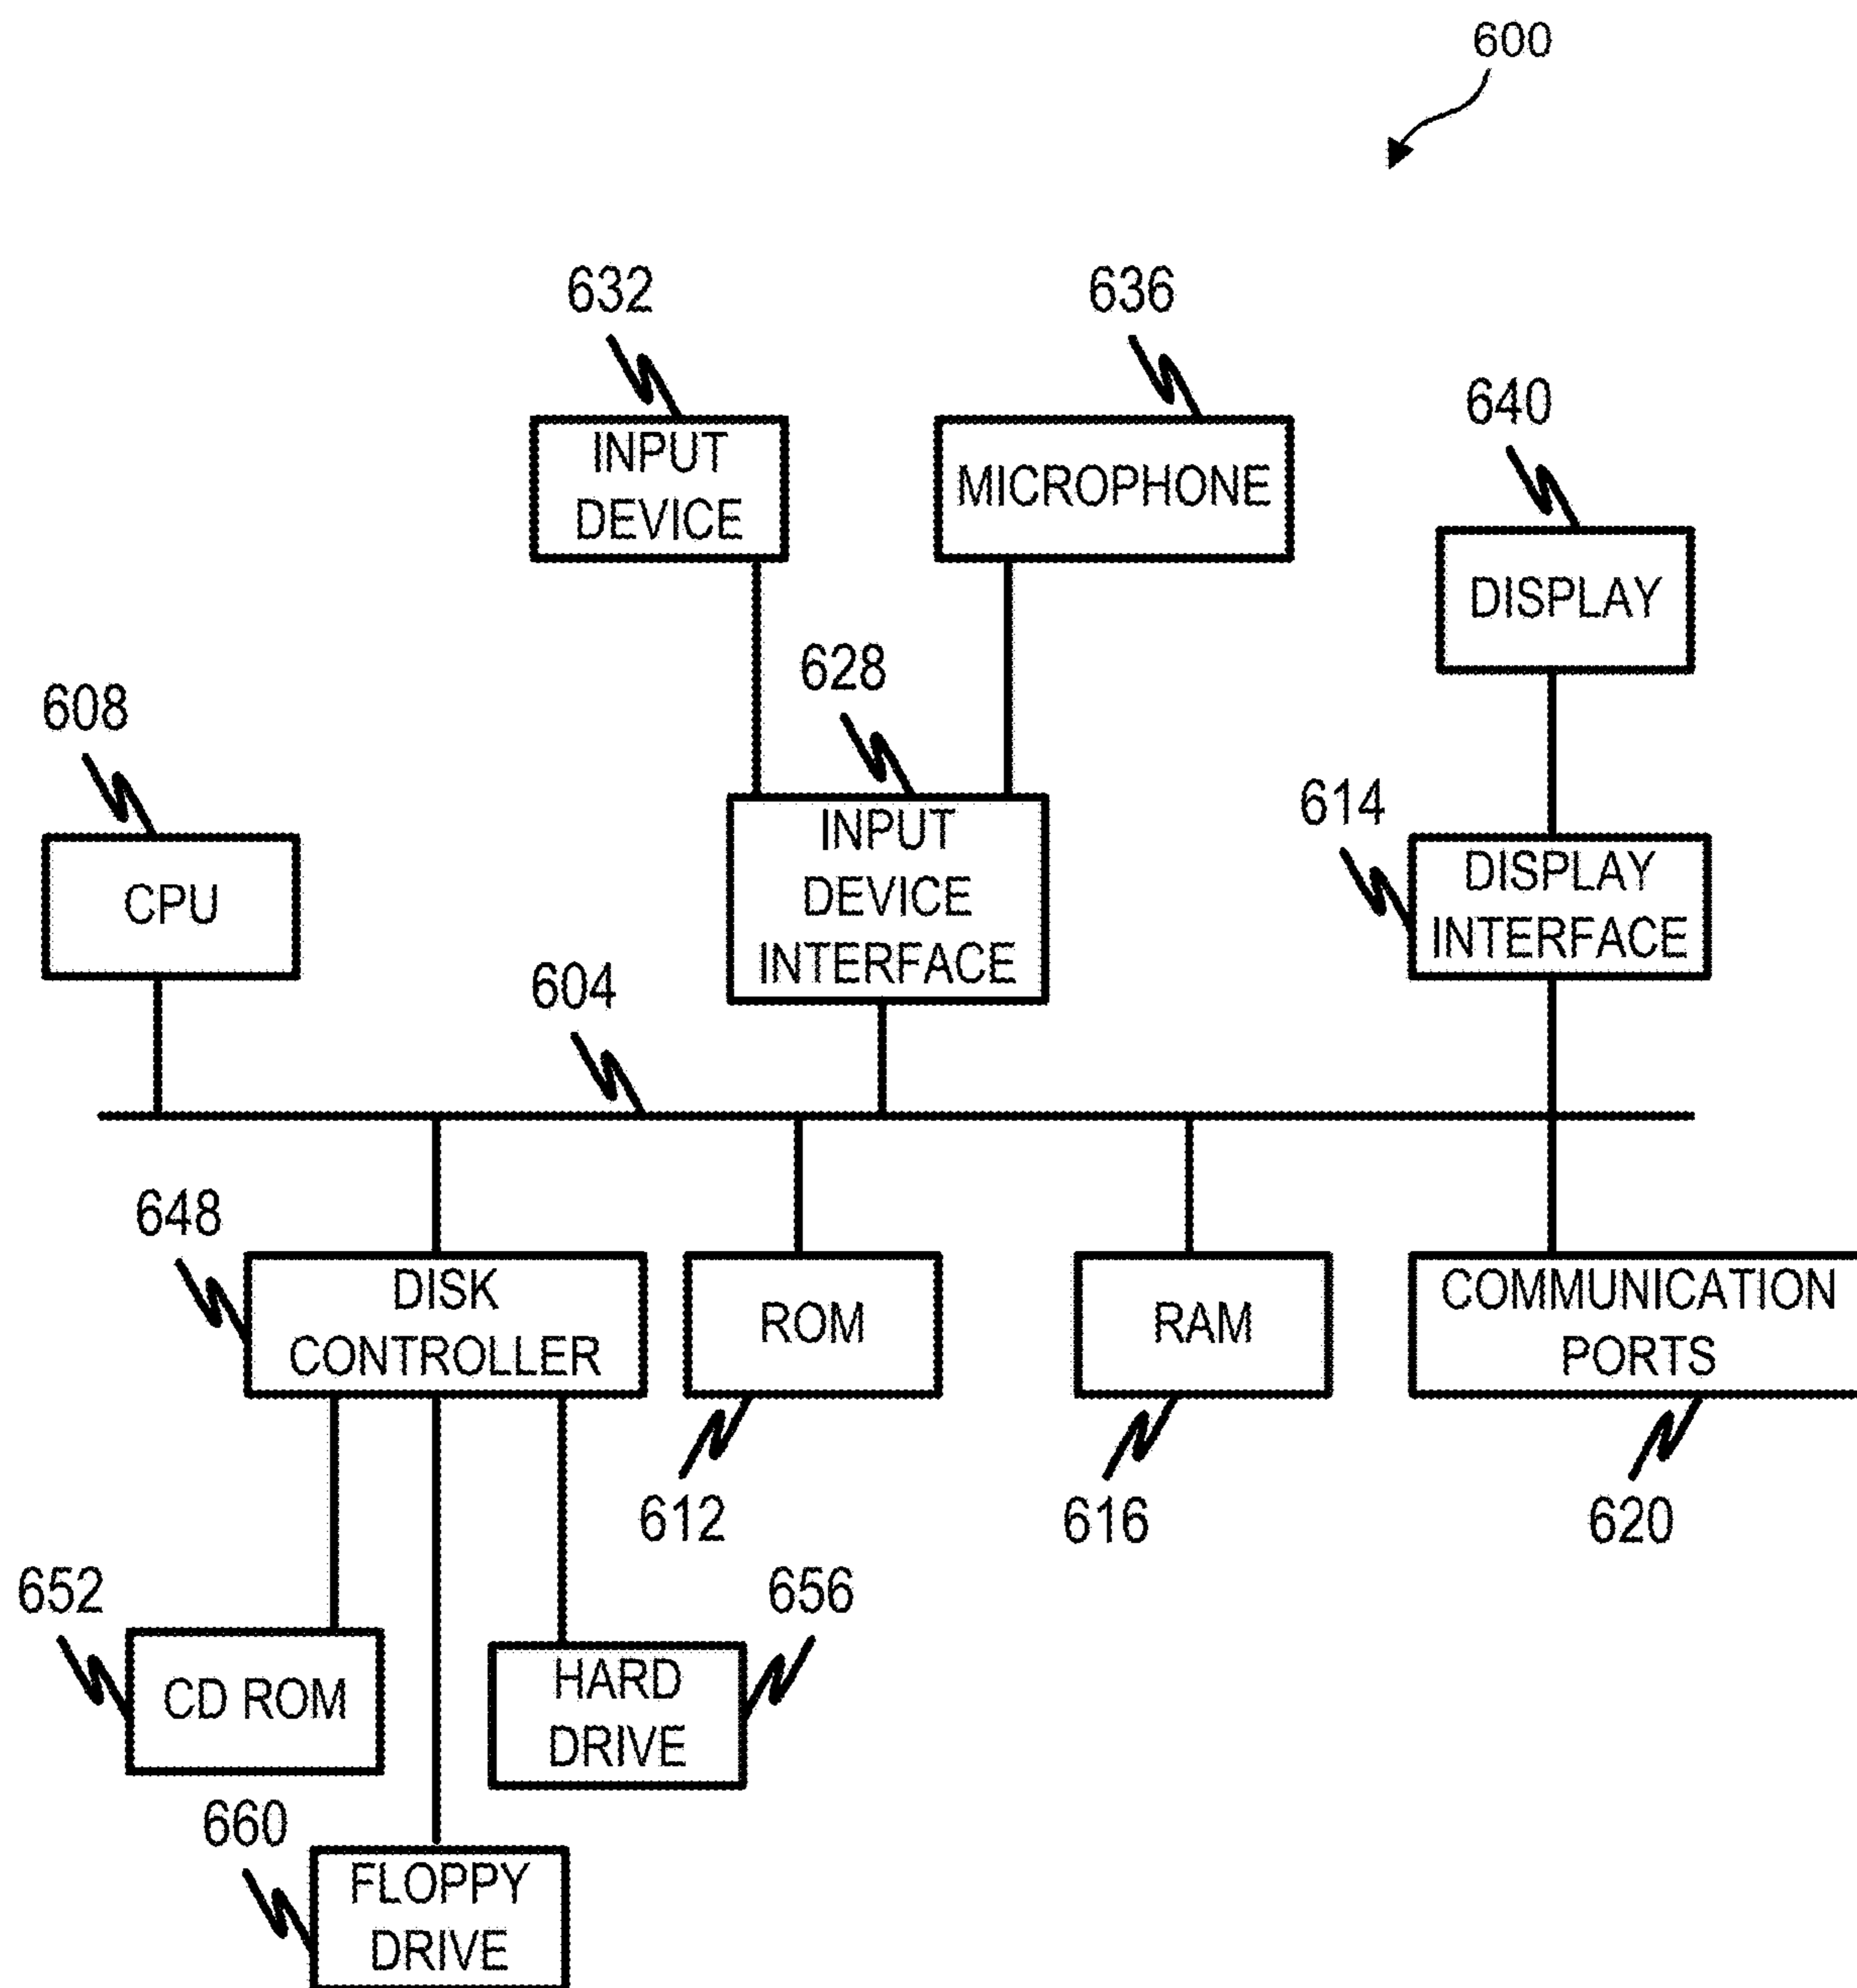 600
632
636
640
INPUT
DEVICE
MICROPHONE
DISPLAY
628
608
614
INPUT
DEVICE
INTERFACE
CPU
DISPLAY
INTERFACE
604
648
DISK
CONTROLLER
ROM
RAM
COMMUNICATION
PORTS
612
616
620
652
656
CD ROM
HARD
DRIVE
660
FLOPPY
DRIVE